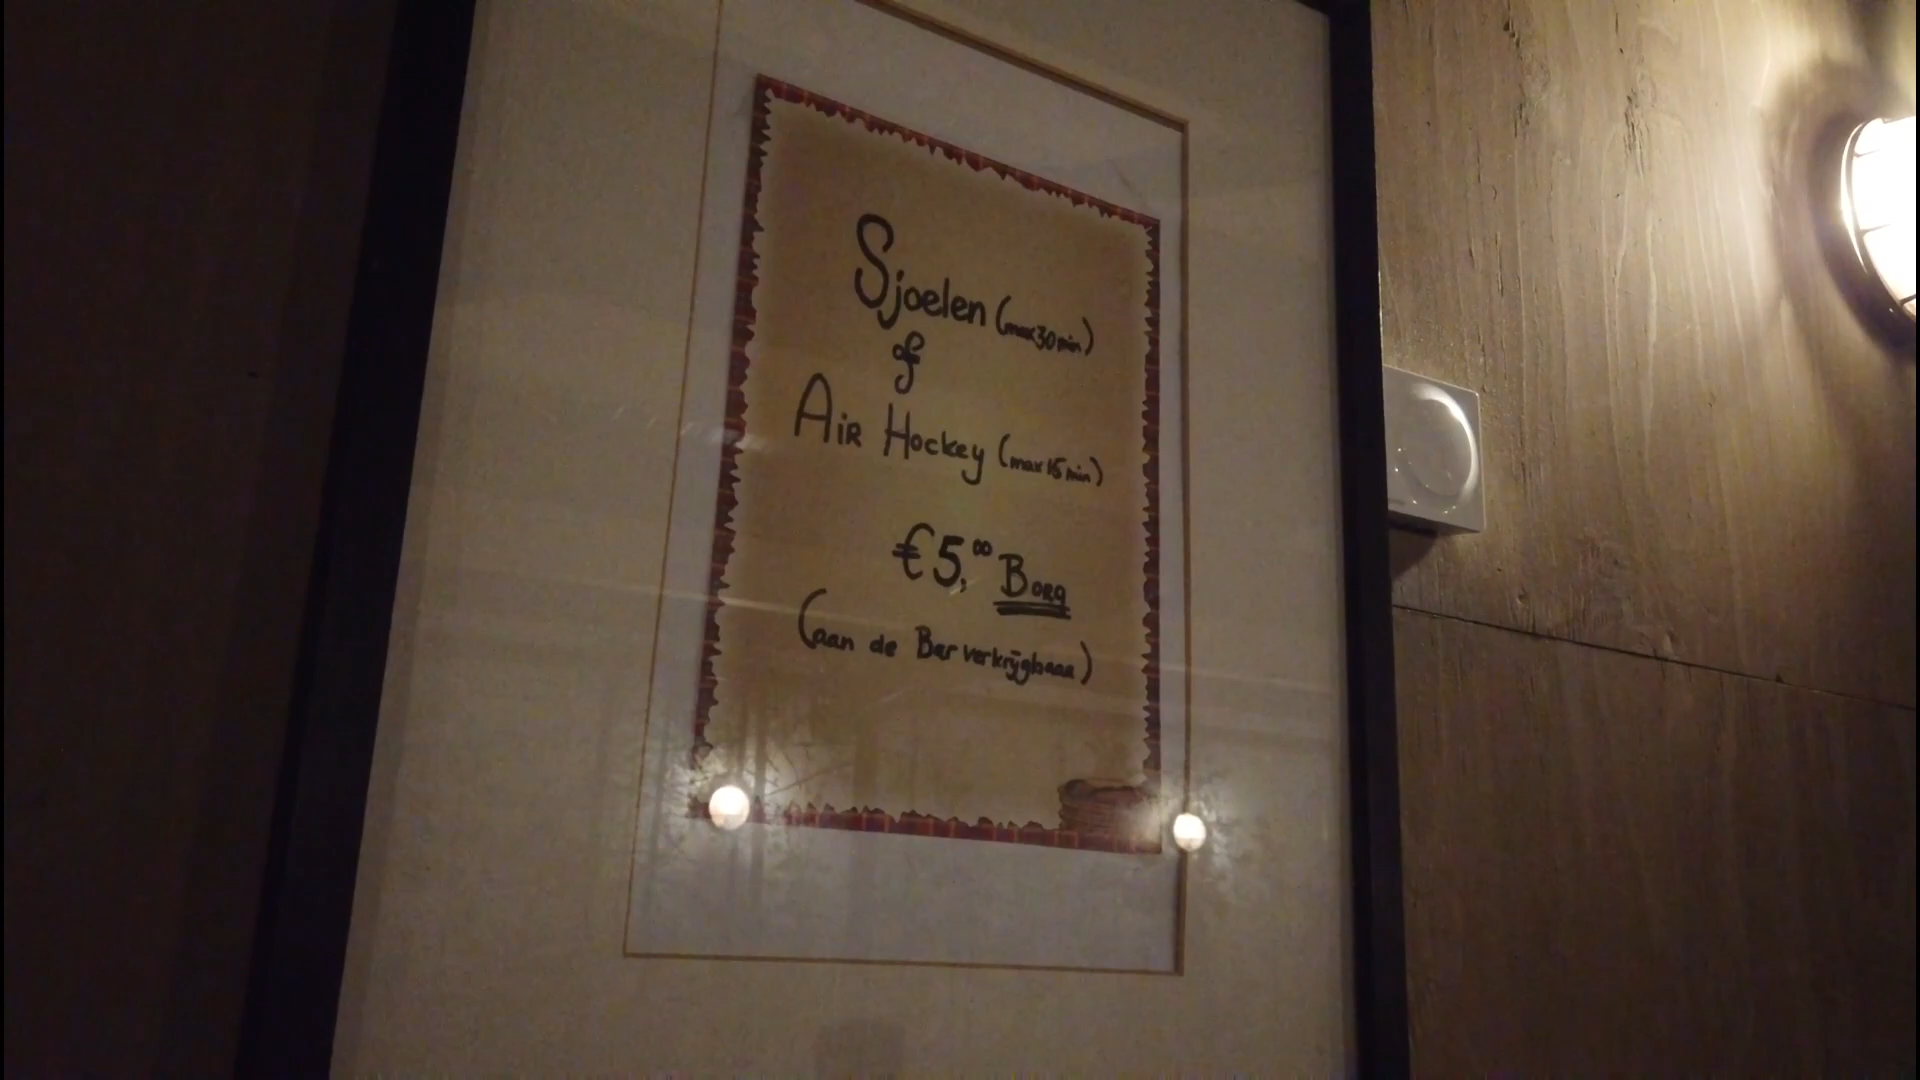 Sjoelen (max 30 min)
of
Air Hockey (max 15 min)
€5,00 Borg
(aan de Bar verkrijgbaar)